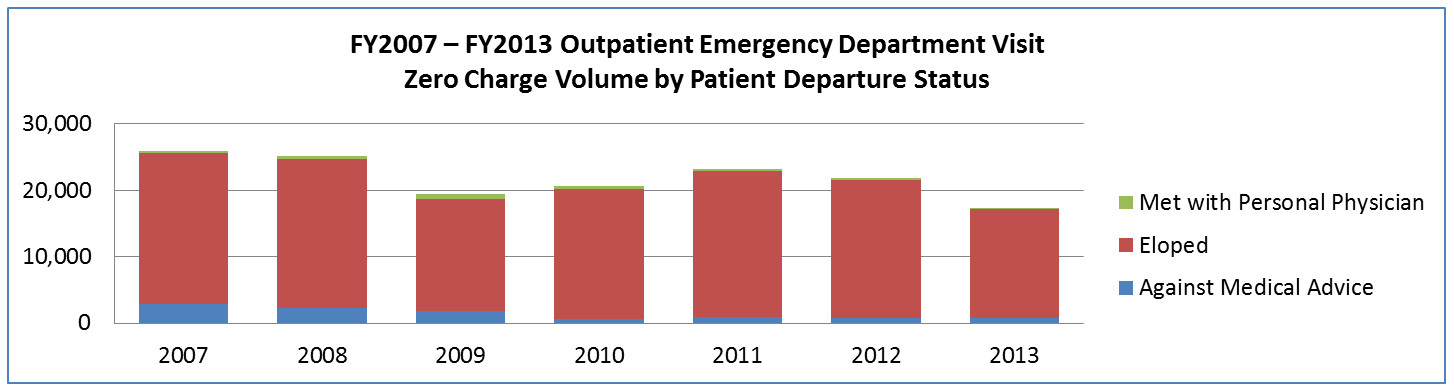 FY2007 – FY2013 Outpatient Emergency Department Visit
Zero Charge Volume by Patient Departure Status
30,000
20,000
10,000
0
2007 2008 2009 2010 2011 2012 2013
Met with Personal Physician
Eloped
Against Medical Advice